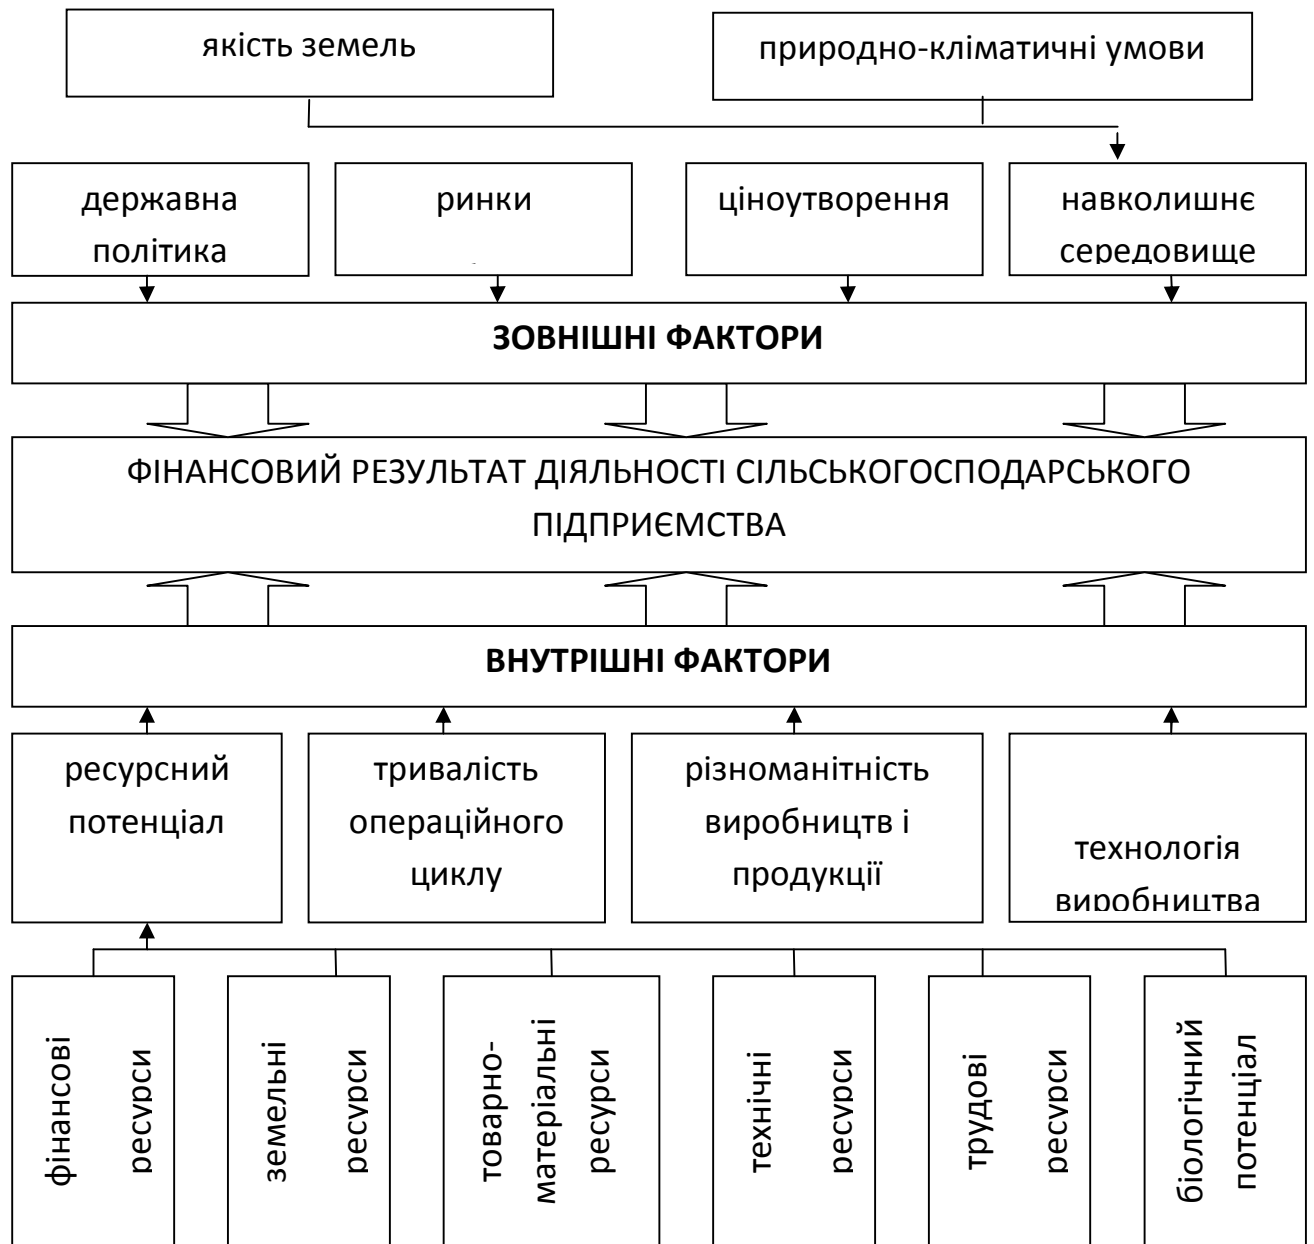 якість земель
природно-кліматичні умови
державна
політика
ринки
ціноутворення
навколишнє
середовище
ЗОВНІШНІ ФАКТОРИ
ФІНАНСОВИЙ РЕЗУЛЬТАТ ДІЯЛЬНОСТІ СІЛЬСЬКОГОСПОДАРСЬКОГО
ПІДПРИЄМСТВА
ВНУТРІШНІ ФАКТОРИ
ресурсний
потенціал
тривалість
операційного
циклу
різноманітність
виробництв і
продукції
технологія
виробництва
фінансові
ресурси
земельні
ресурси
товарно-
матеріальні
ресурси
технічні
ресурси
трудові
ресурси
біологічний
потенціал